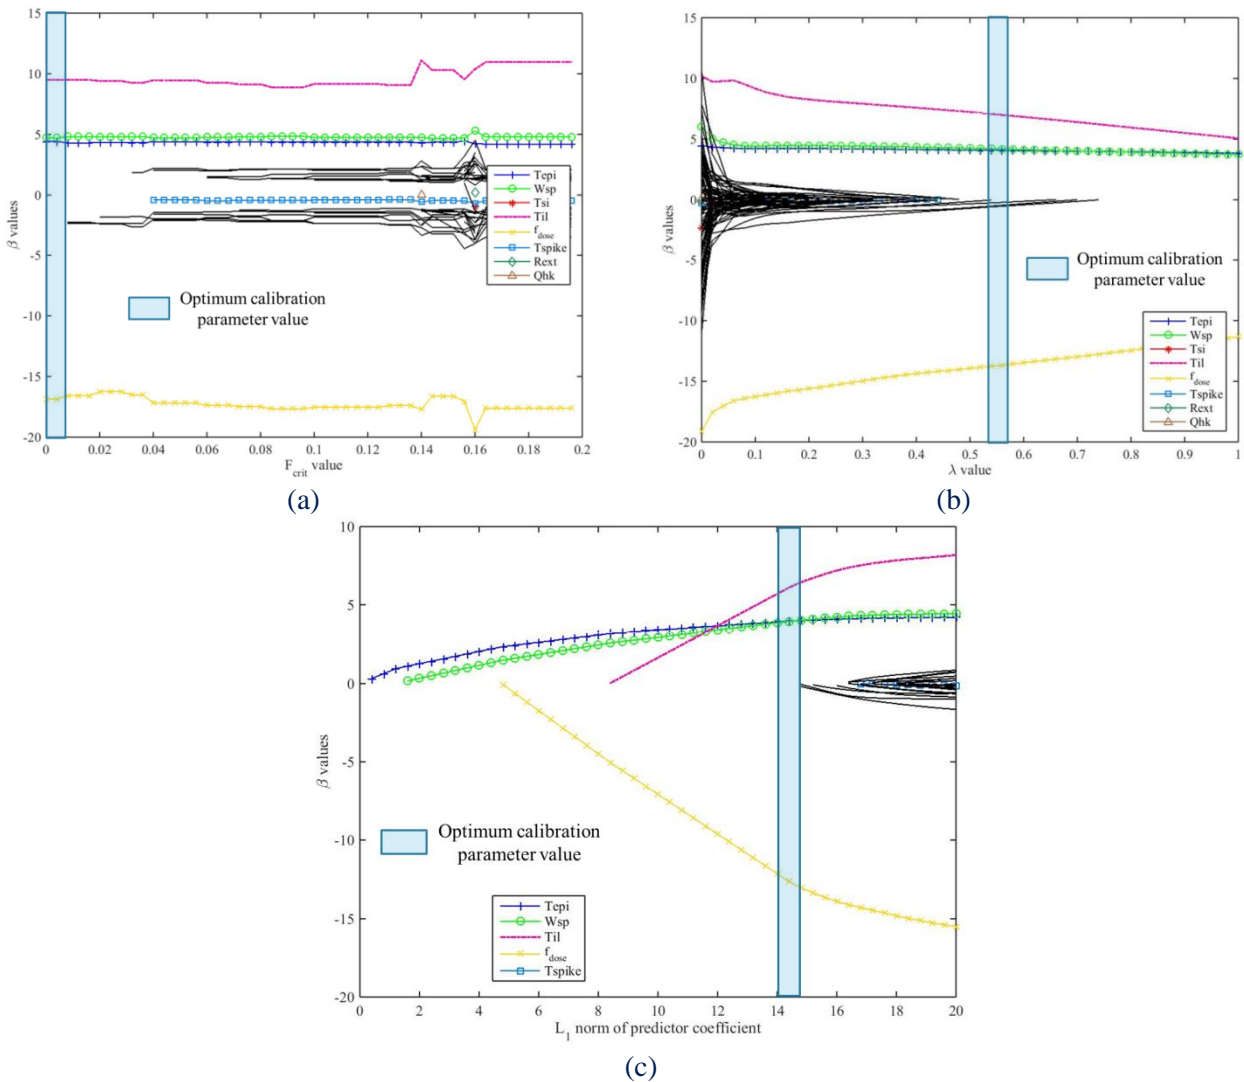 15
10
5
0
-5
-10
-15
-20
β values
0
0.02
0.04
0.06
0.08
0.1
0.12
0.14
0.16
0.18
0.2
F_crit value
Optimum calibration
parameter value
Tepi
Wsp
Tsi
Til
f_dose
Tspike
Rext
Qhk
(a)
15
10
5
0
-5
-10
-15
-20
β values
0
0.1
0.2
0.3
0.4
0.5
0.6
0.7
0.8
0.9
1
λ value
Optimum calibration
parameter value
Tepi
Wsp
Tsi
Til
f_dose
Tspike
Rext
Qhk
(b)
10
5
0
-5
-10
-15
-20
β values
0
2
4
6
8
10
12
14
16
18
20
L_1 norm of predictor coefficient
Optimum calibration
parameter value
Tepi
Wsp
Til
f_dose
Tspike
(c)